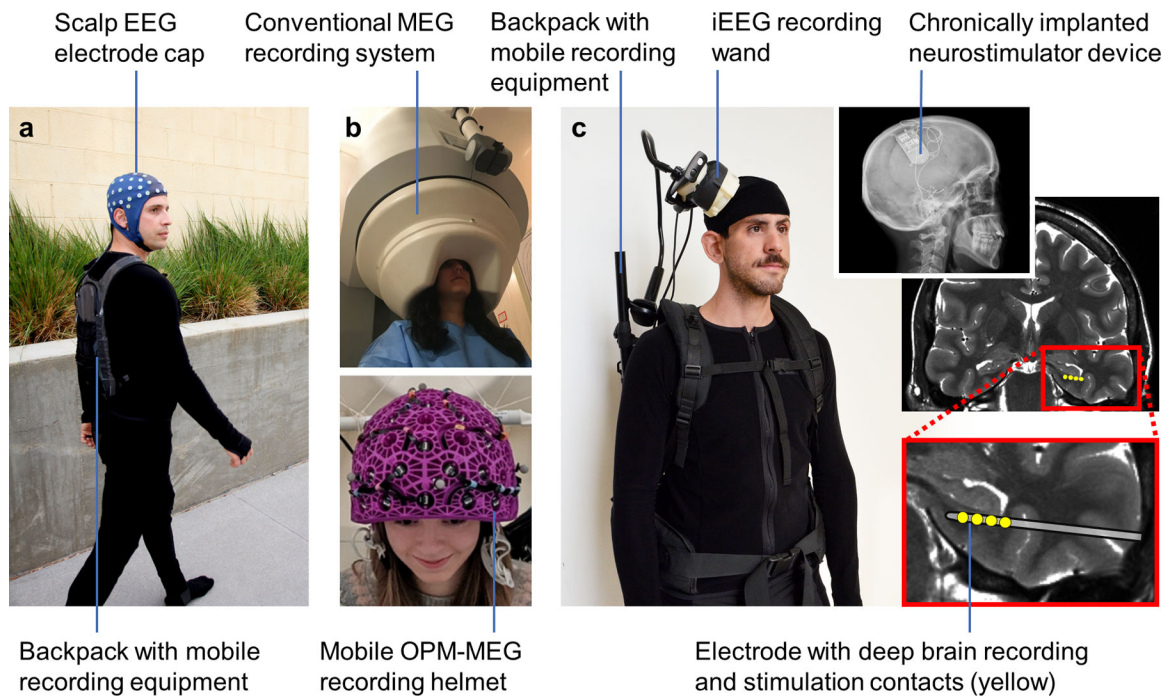 Scalp EEG
electrode cap
Conventional MEG
recording system
Backpack with
mobile recording
equipment
iEEG recording
wand
Chronically implanted
neurostimulator device
a
b
c
Backpack with mobile
recording equipment
Mobile OPM-MEG
recording helmet
Electrode with deep brain recording
and stimulation contacts (yellow)